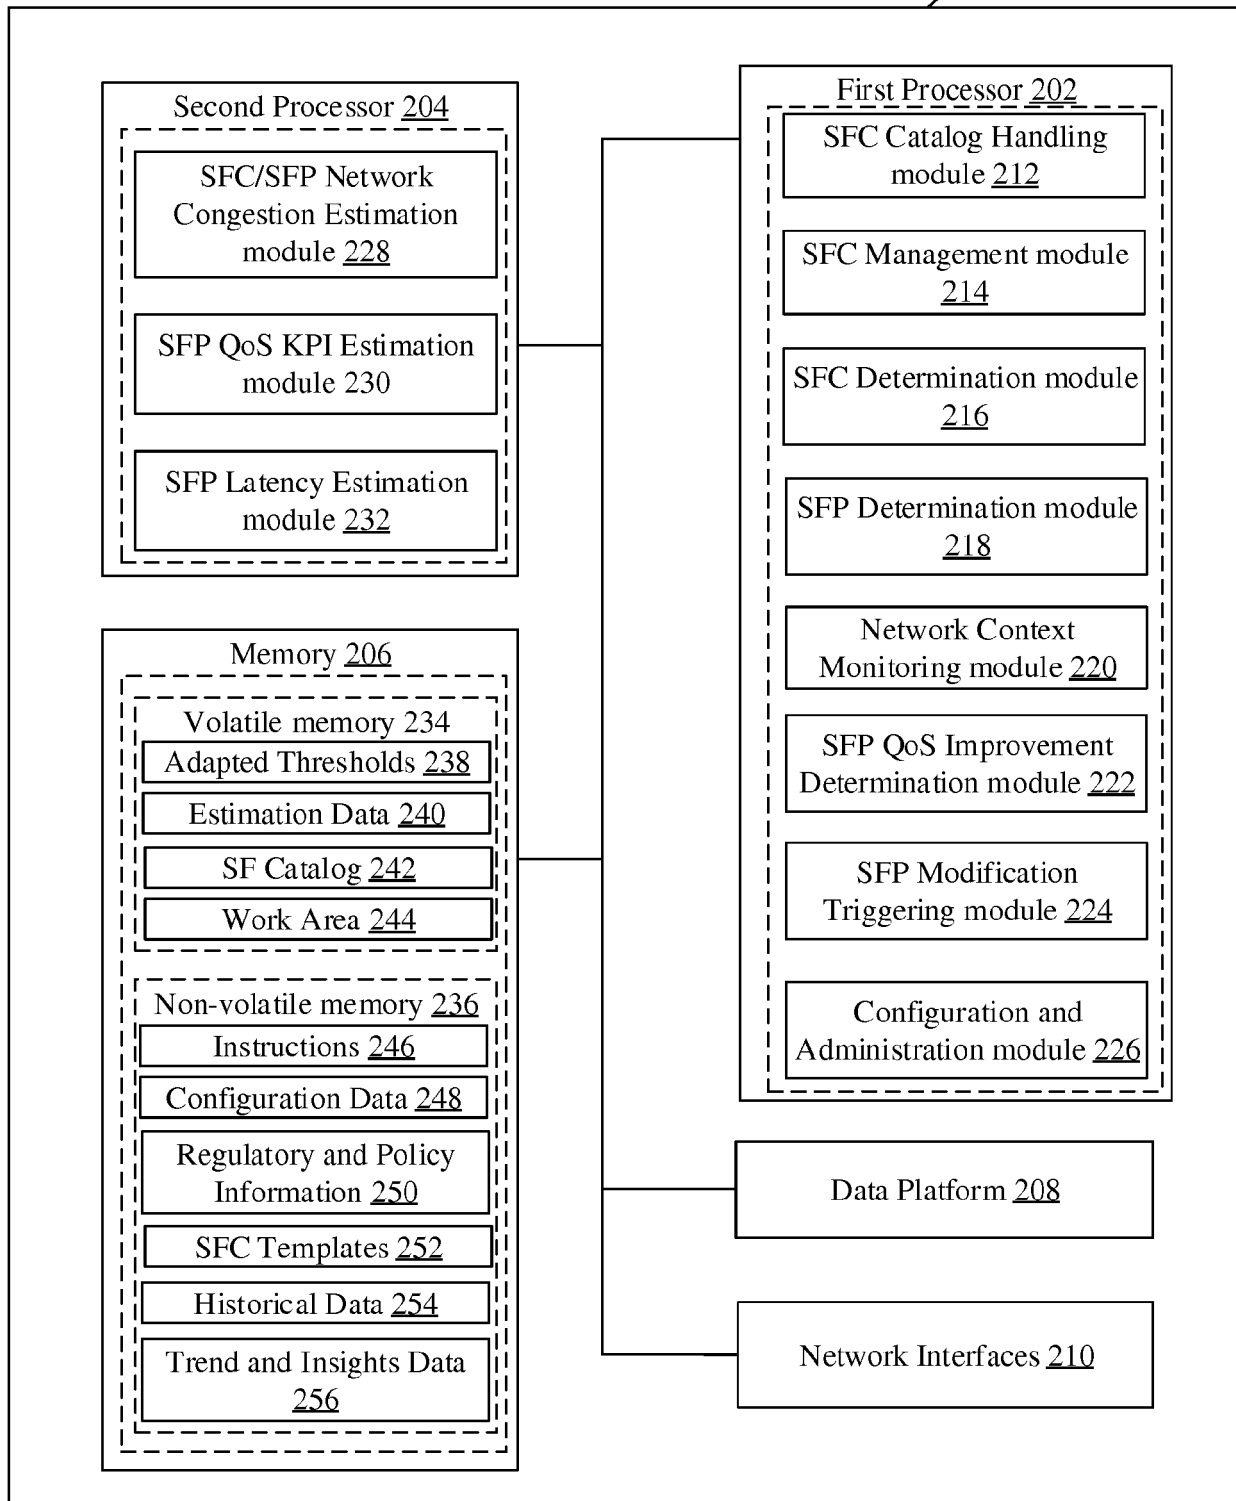 Second Processor 204
SFC/SFP Network
Congestion Estimation
module 228
SFP QoS KPI Estimation
module 230
SFP Latency Estimation
module 232
Memory 206
Volatile memory 234
Adapted Thresholds 238
Estimation Data 240
SF Catalog 242
Work Area 244
Non-volatile memory 236
Instructions 246
Configuration Data 248
Regulatory and Policy
Information 250
SFC Templates 252
Historical Data 254
Trend and Insights Data
256
First Processor 202
SFC Catalog Handling
module 212
SFC Management module
214
SFC Determination module
216
SFP Determination module
218
Network Context
Monitoring module 220
SFP QoS Improvement
Determination module 222
SFP Modification
Triggering module 224
Configuration and
Administration module 226
Data Platform 208
Network Interfaces 210